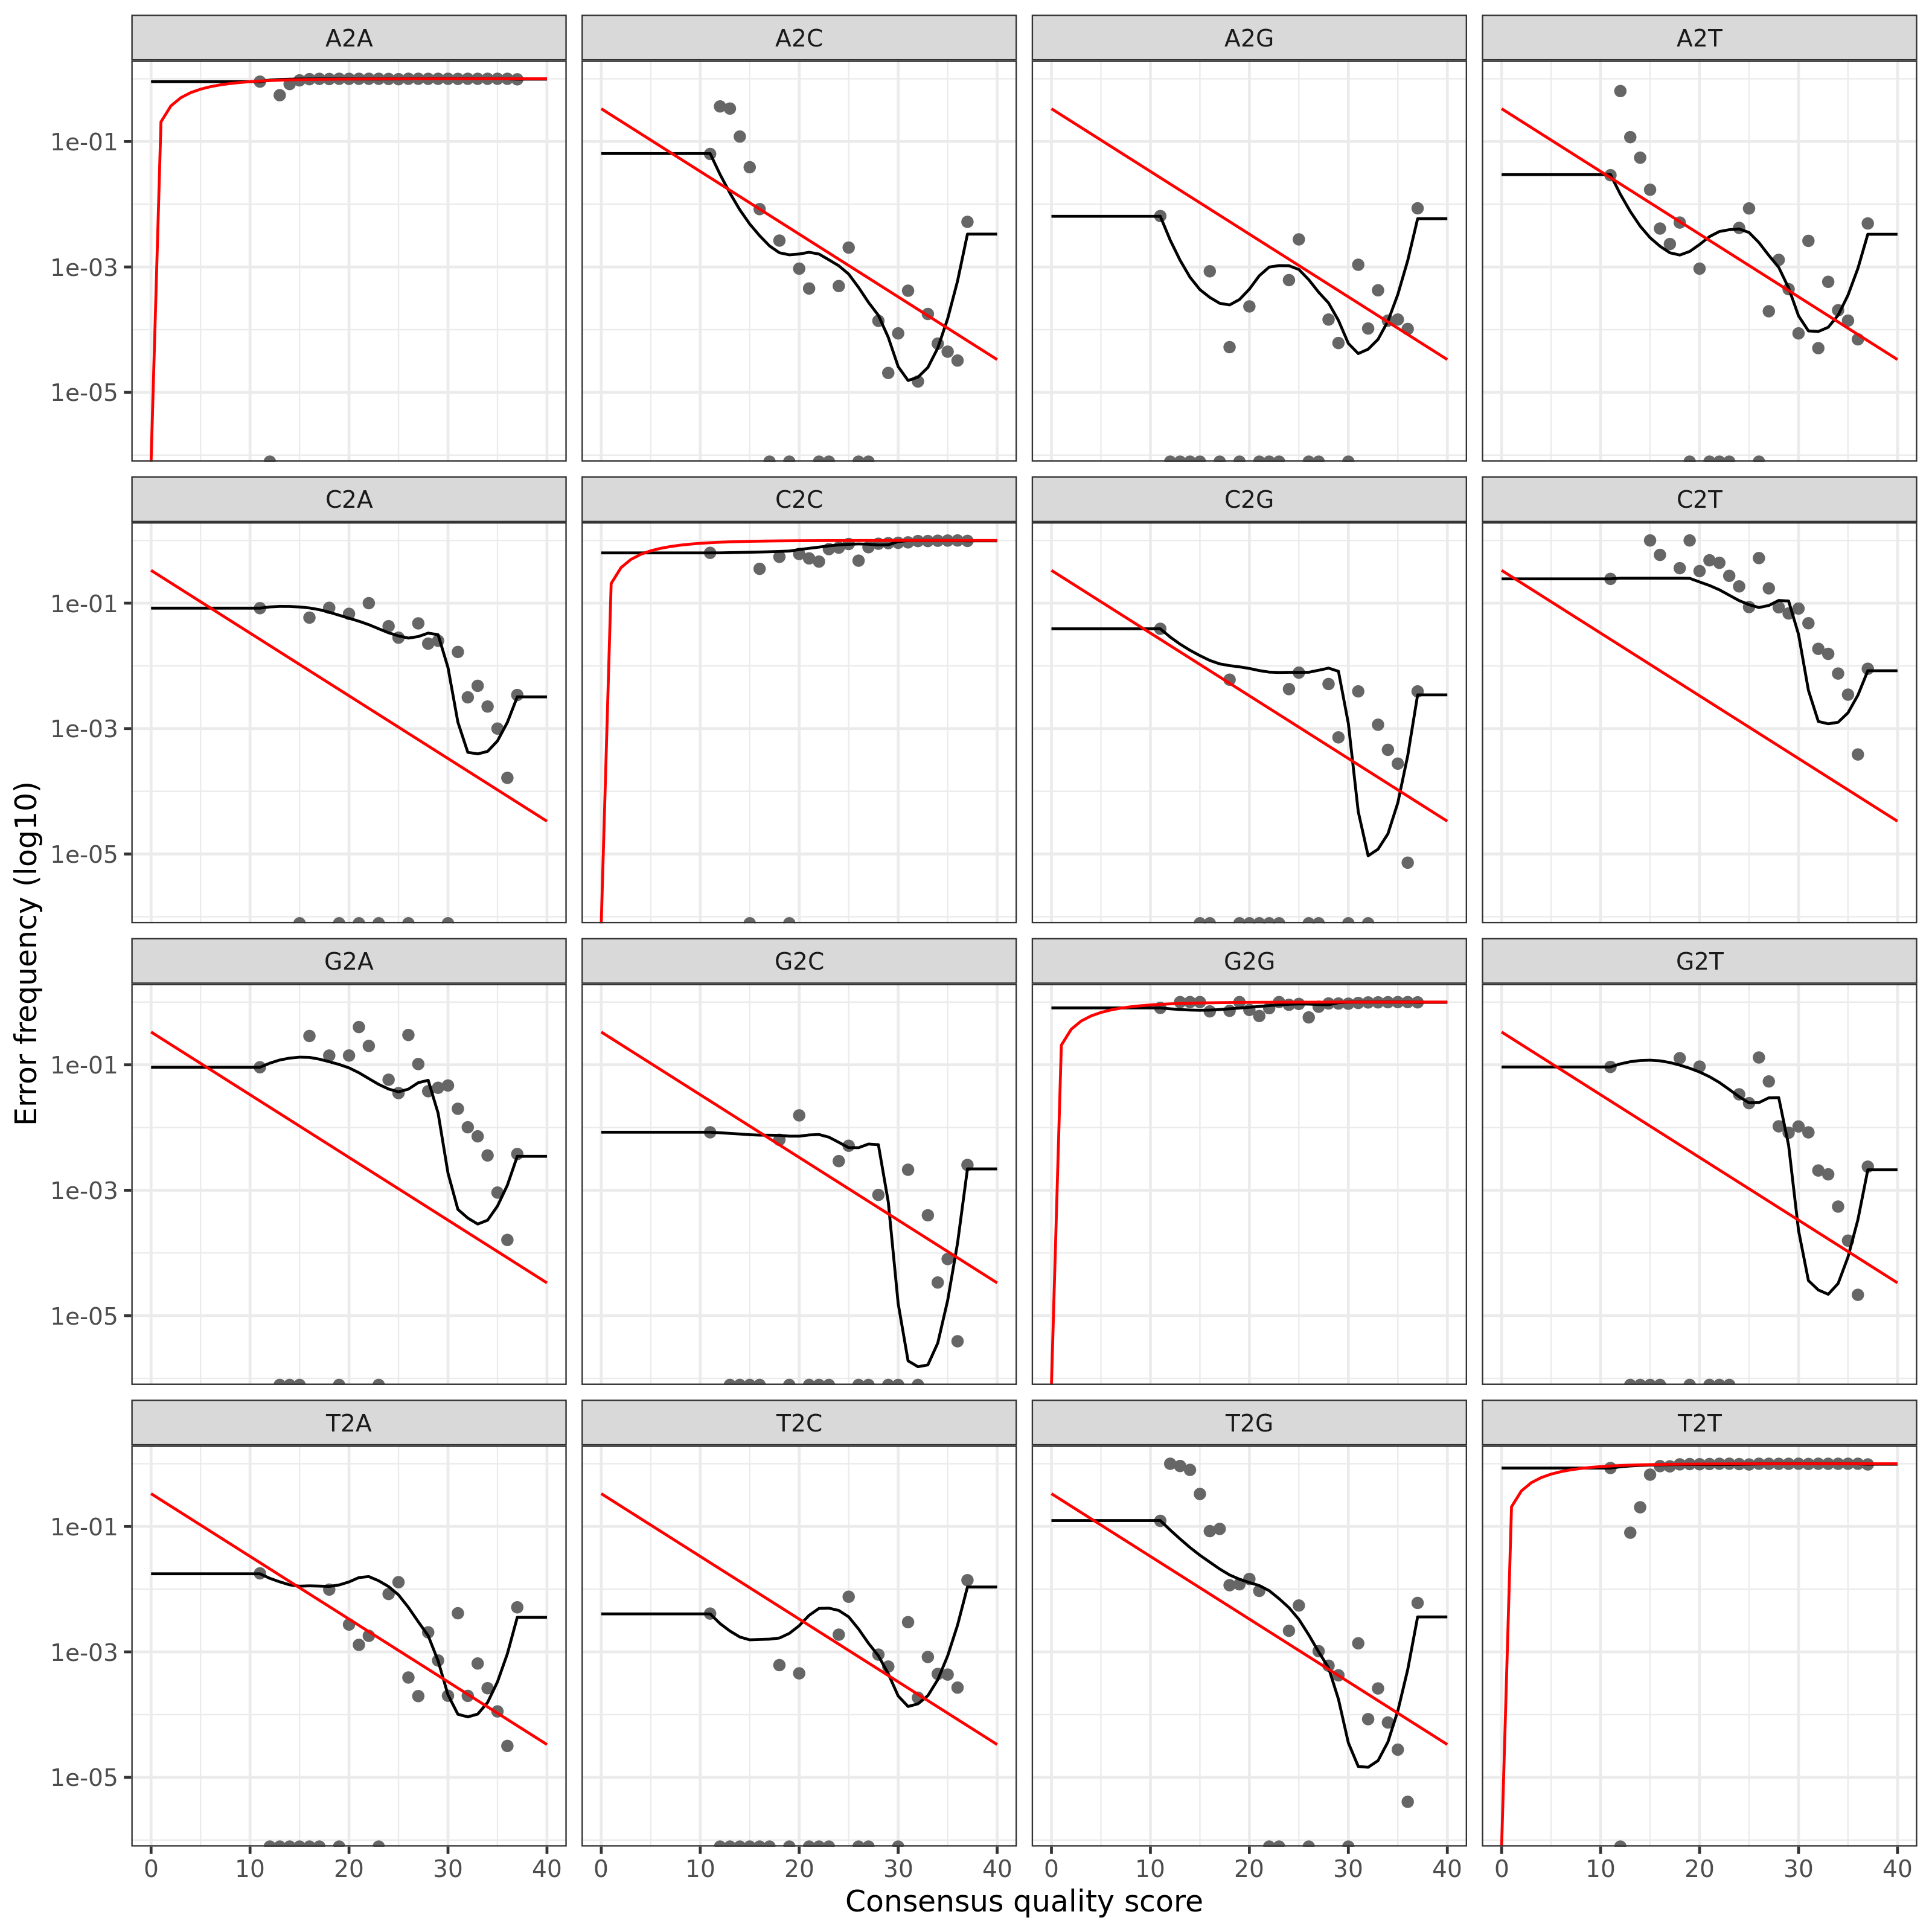 A2A A2C A2G A2T
1e-01
1e-03
1e-05
C2A C2C C2G C2T
1e-01
1e-03
1e-05
G2A G2C G2G G2T
1e-01
1e-03
1e-05
T2A T2C T2G T2T
1e-01
1e-03
1e-05
0 10 20 30 40 0 10 20 30 40 0 10 20 30 40 0 10 20 30 40
Consensus quality score
Error frequency (log10)